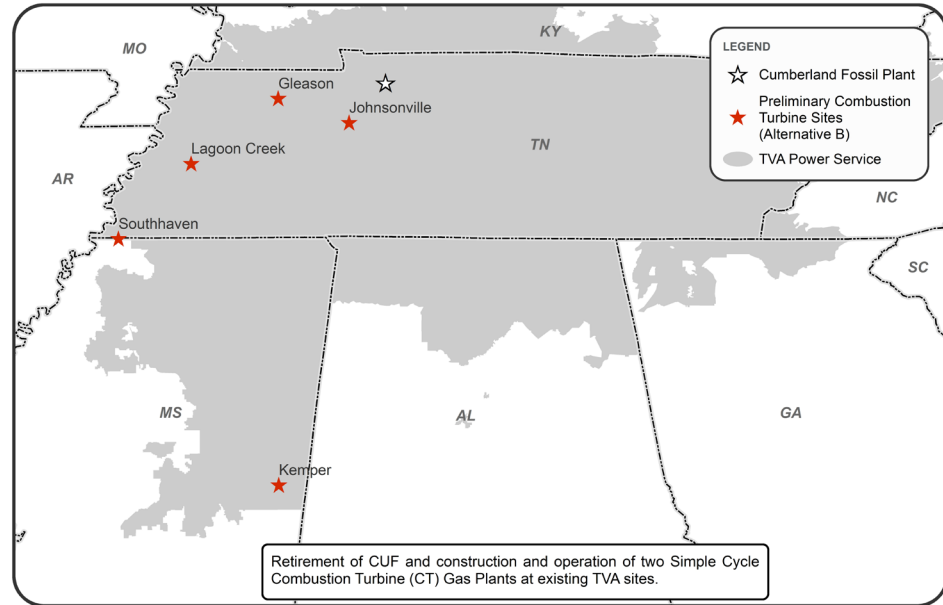 MO
KY
LEGEND
Cumberland Fossil Plant
Preliminary Combustion
Turbine Sites
(Alternative B)
TVA Power Service
Gleason
Johnsonville
Lagoon Creek
TN
AR
NC
Southhaven
SC
MS
AL
GA
Kemper
Retirement of CUF and construction and operation of two Simple Cycle
Combustion Turbine (CT) Gas Plants at existing TVA sites.